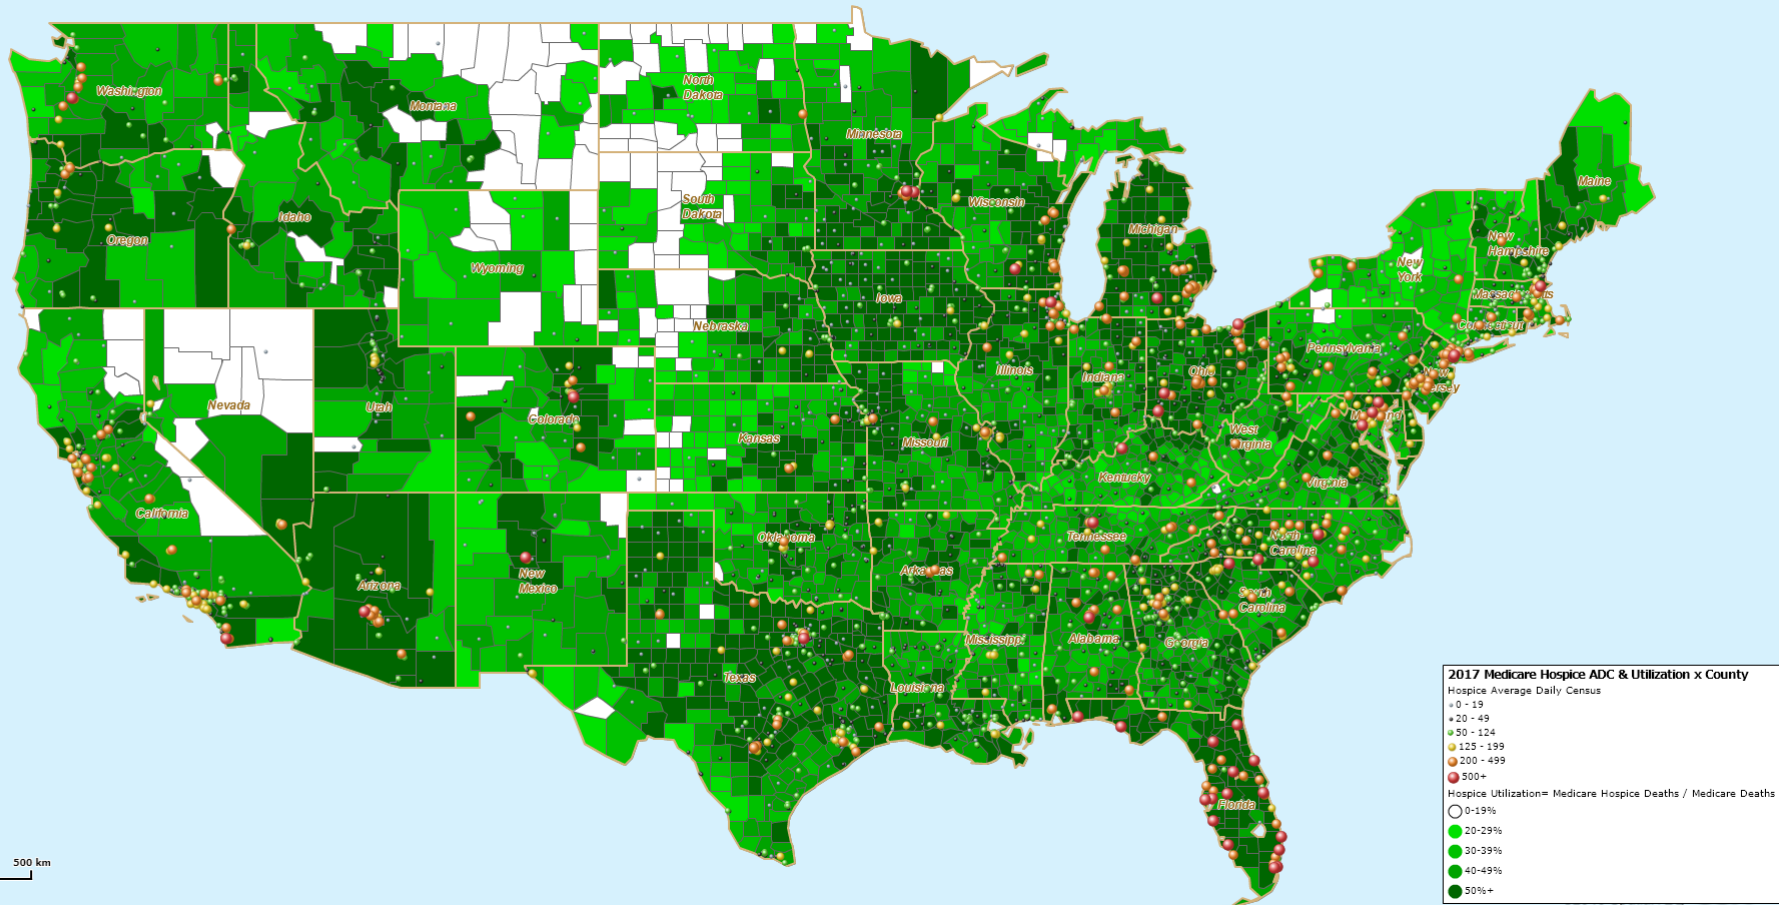 Washington
Montana
North
Dakota
Minnesota
Maine
Oregon
Idaho
South
Dakota
Wisconsin
Michigan
New
Hampshire
New
York
Wyoming
Iowa
Massachusetts
Connecticut
Nebraska
Pennsylvania
New
Jersey
Illinois
Indiana
Ohio
Nevada
Utah
Colorado
Maryland
Kansas
Missouri
West
Virginia
Kentucky
Virginia
California
Oklahoma
Tennessee
North
Carolina
Arizona
New
Mexico
Arkansas
South
Carolina
Mississippi
Alabama
Georgia
Texas
Louisiana
Florida
500 km
2017 Medicare Hospice ADC & Utilization x County
Hospice Average Daily Census
0 - 19
20 - 49
50 - 124
125 - 199
200 - 499
500+
Hospice Utilization= Medicare Hospice Deaths / Medicare Deaths
0-19%
20-29%
30-39%
40-49%
50%+